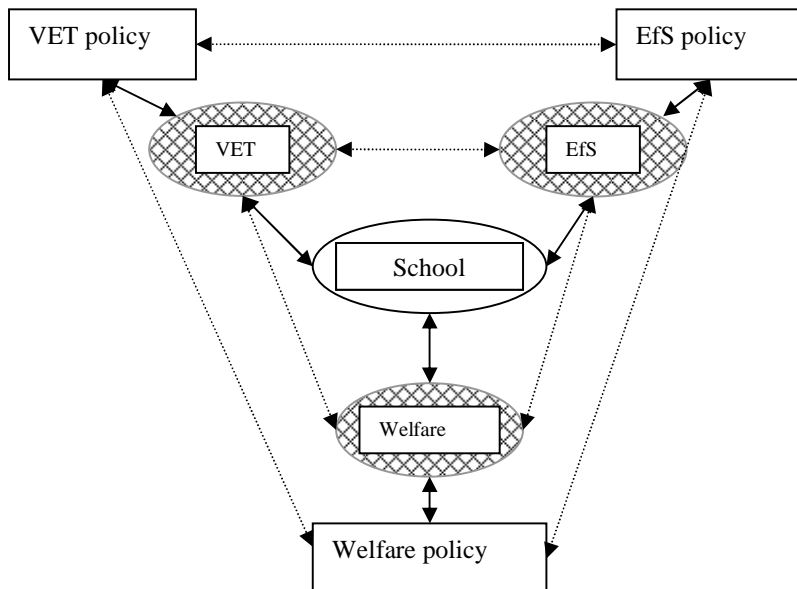 VET policy
EfS policy
VET
EfS
School
Welfare
Welfare policy